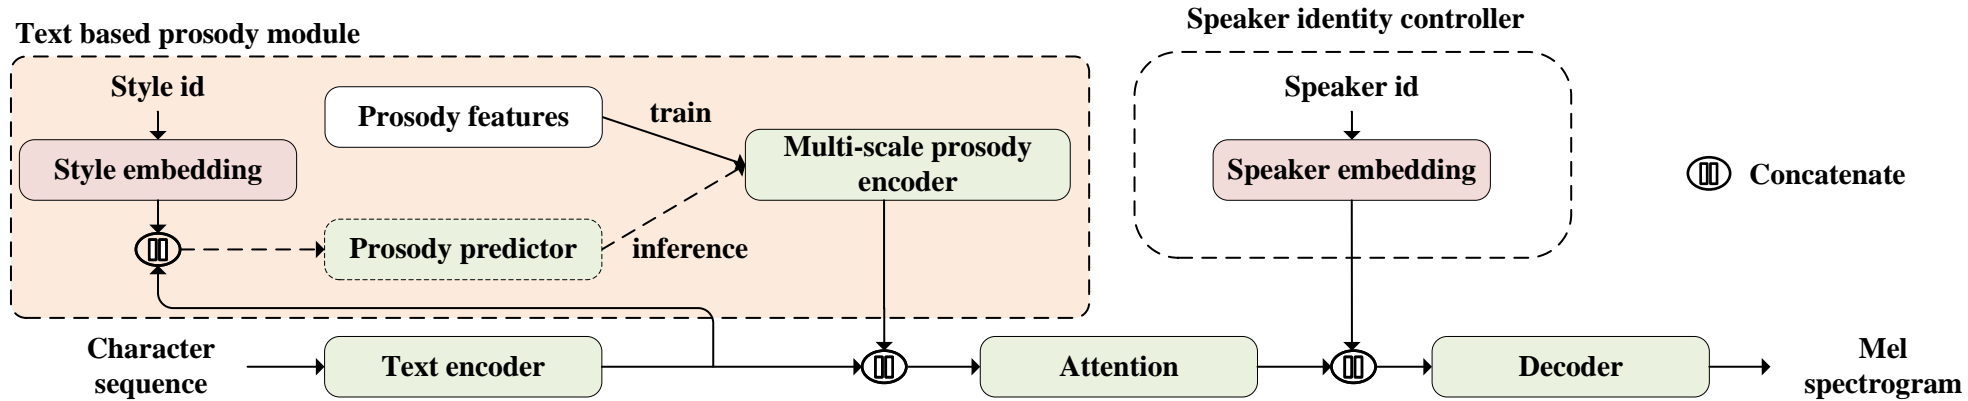 Text based prosody module
Speaker identity controller
Style id
Prosody features
train
Speaker id
Style embedding
Multi-scale prosody
encoder
Speaker embedding
Concatenate
Prosody predictor
inference
Character
sequence
Text encoder
Attention
Decoder
Mel
spectrogram